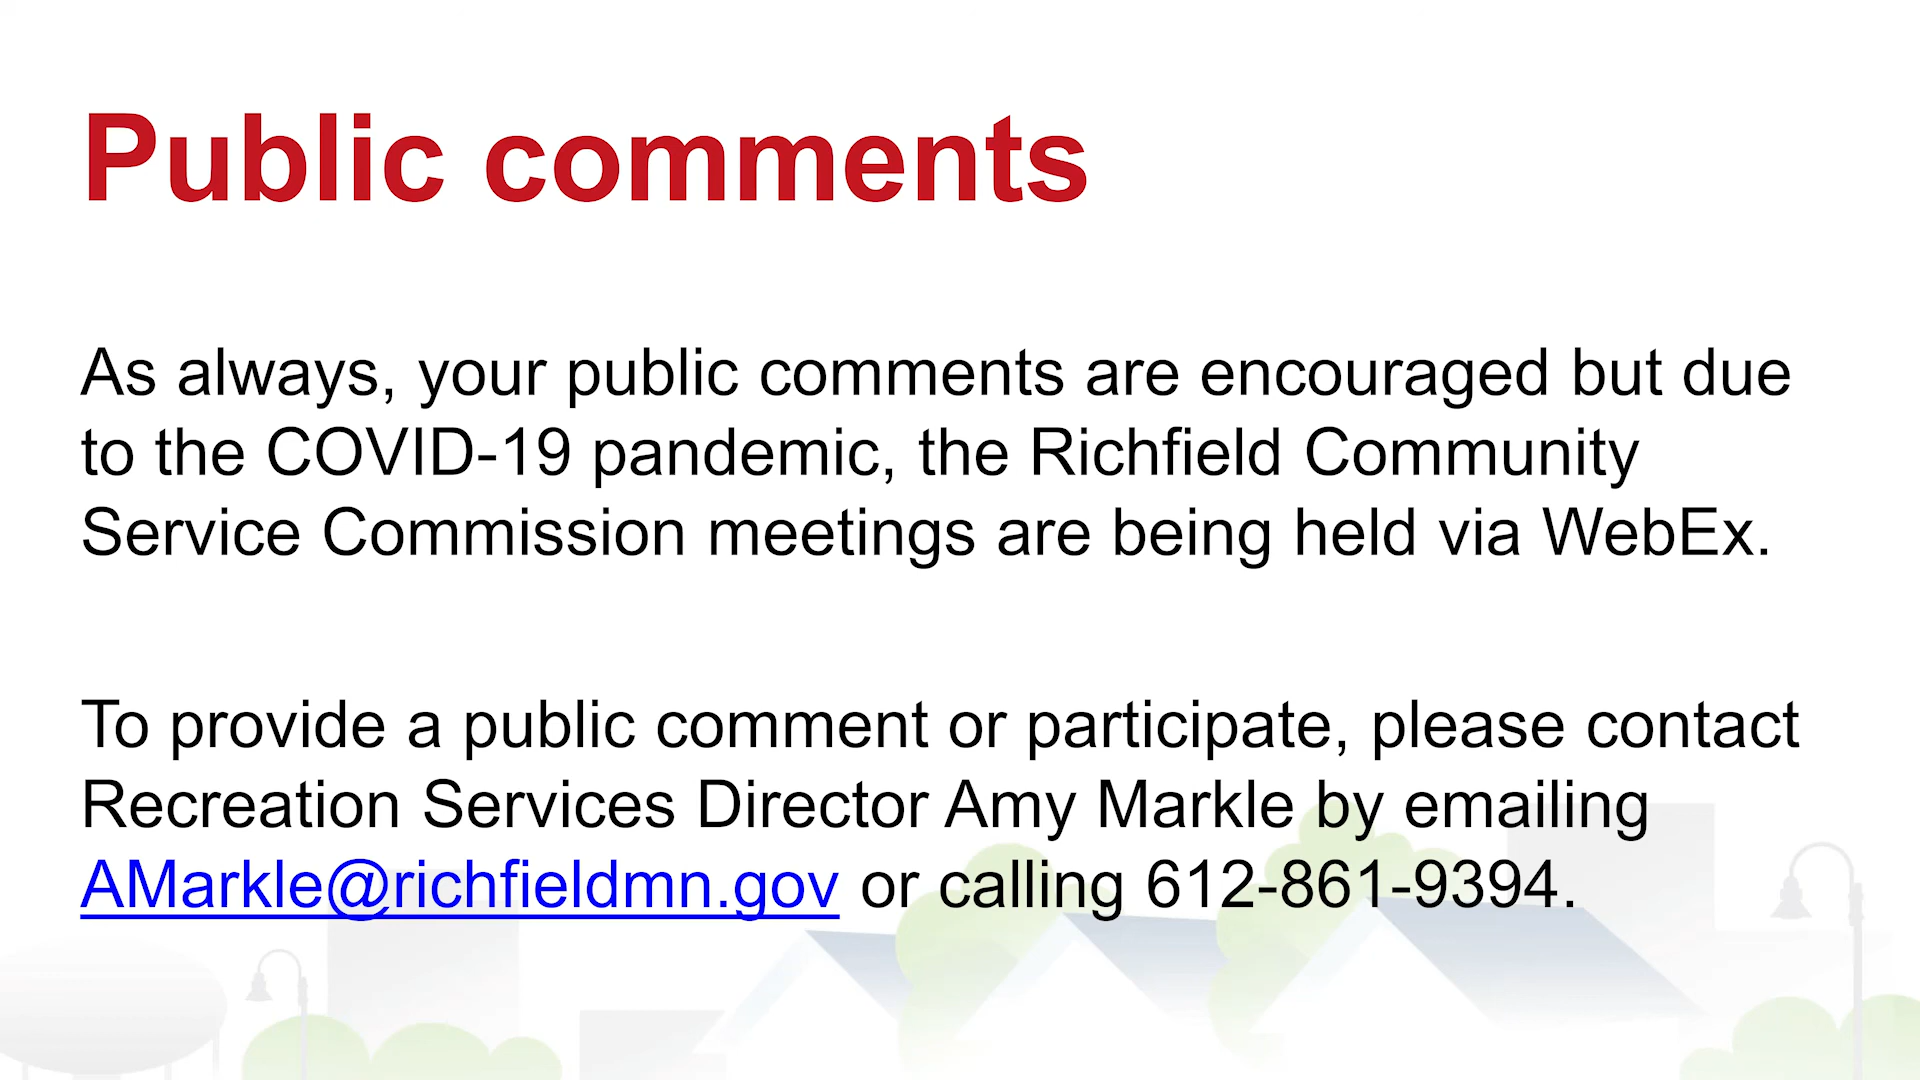 Public comments
As always, your public comments are encouraged but due
to the COVID-19 pandemic, the Richfield Community
Service Commission meetings are being held via WebEx.
To provide a public comment or participate, please contact
Recreation Services Director Amy Markle by emailing
AMarkle@richfieldmn.gov or calling 612-861-9394.